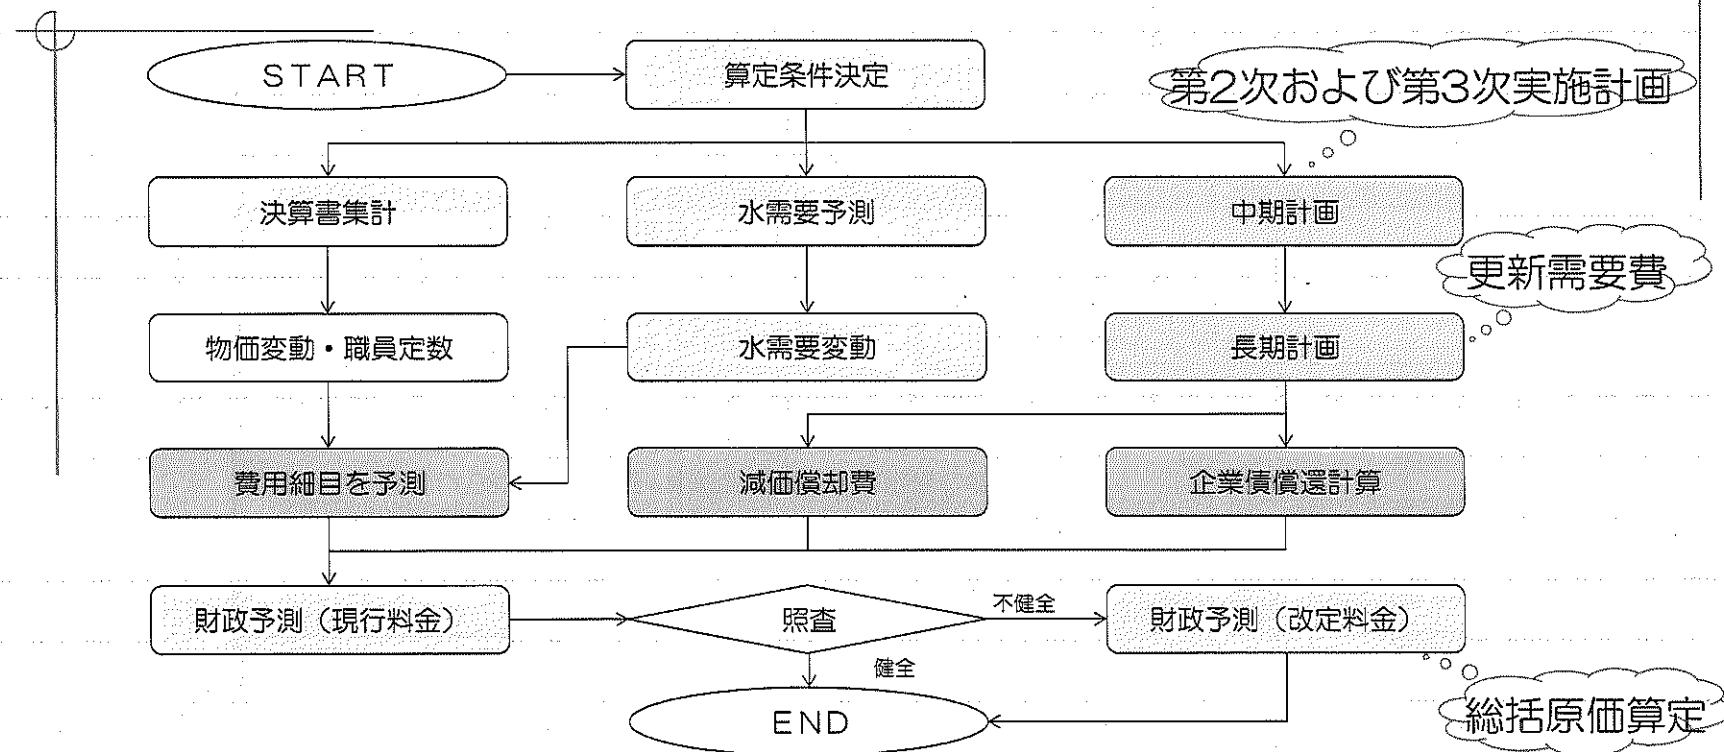 START
算定条件決定
第2次および第3次実施計画
決算書集計
水需要予測
中期計画
更新需要費
物価変動・職員定数
水需要変動
長期計画
費用細目を予測
減価償却費
企業債償還計算
財政予測（現行料金）
照査
不健全
財政予測（改定料金）
健全
END
総括原価算定